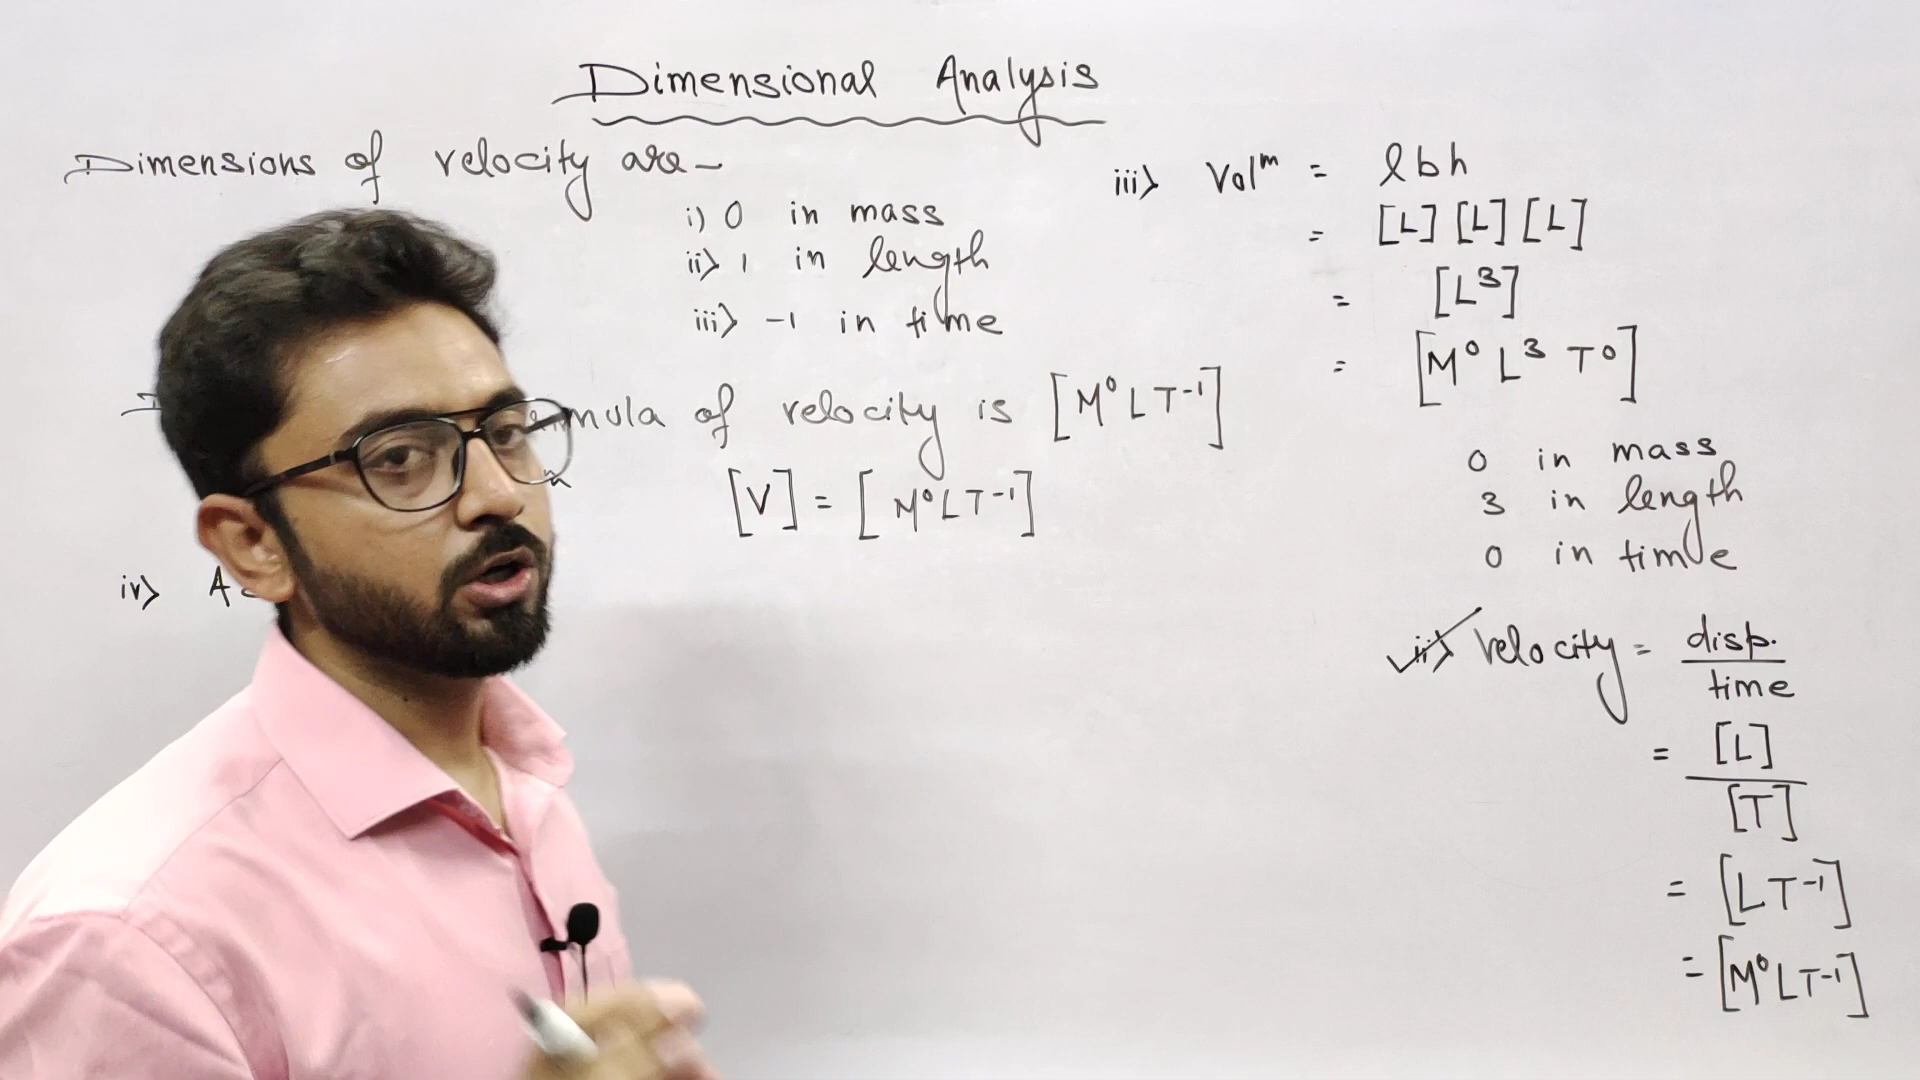 Dimensional Analysis
Dimensions of velocity are-
i) 0 in mass
ii) 1 in length
iii) -1 in time
formula of velocity is [M⁰LT⁻¹]
[V] = [M⁰LT⁻¹]
iv)
iii) Volᵐ = lbh
= [L][L][L]
= [L³]
= [M⁰ L³ T⁰]
0 in mass
3 in length
0 in time
ii) Velocity = disp. / time
= [L] / [T]
= [LT⁻¹]
= [M⁰LT⁻¹]